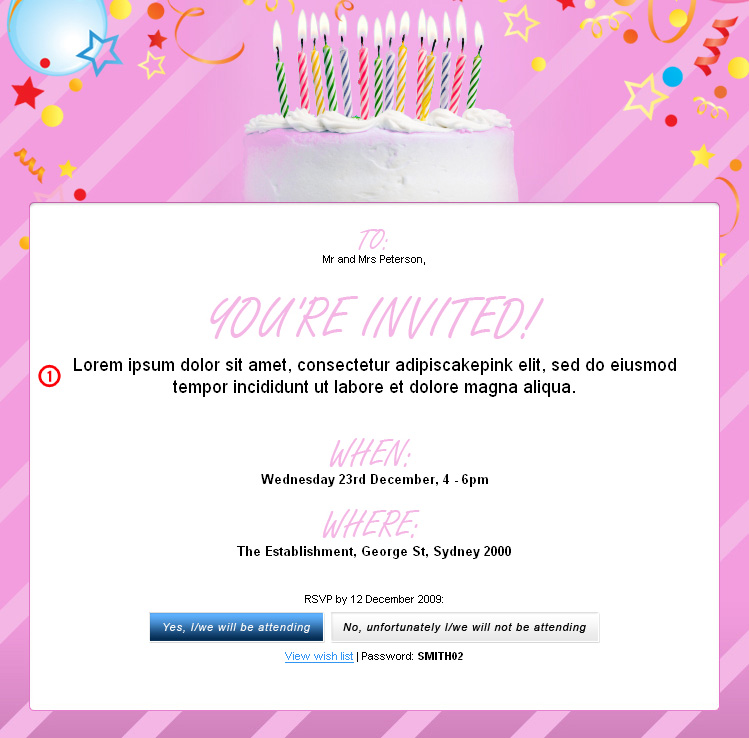 TO:
Mr and Mrs Peterson,
YOU'RE INVITED!
1
Lorem ipsum dolor sit amet, consectetur adipiscakepink elit, sed do eiusmod
tempor incididunt ut labore et dolore magna aliqua.
WHEN:
Wednesday 23rd December, 4 - 6pm
WHERE:
The Establishment, George St, Sydney 2000
RSVP by 12 December 2009:
Yes, I/we will be attending No, unfortunately I/we will not be attending
View wish list | Password: SMITH02